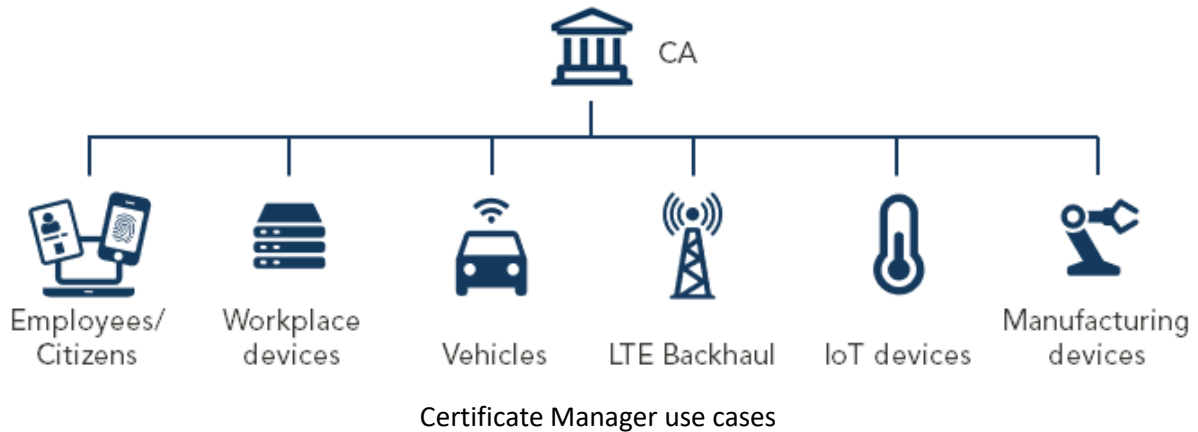 CA
Employees/
Citizens
Workplace
devices
Vehicles
LTE Backhaul
IoT devices
Manufacturing
devices
Certificate Manager use cases